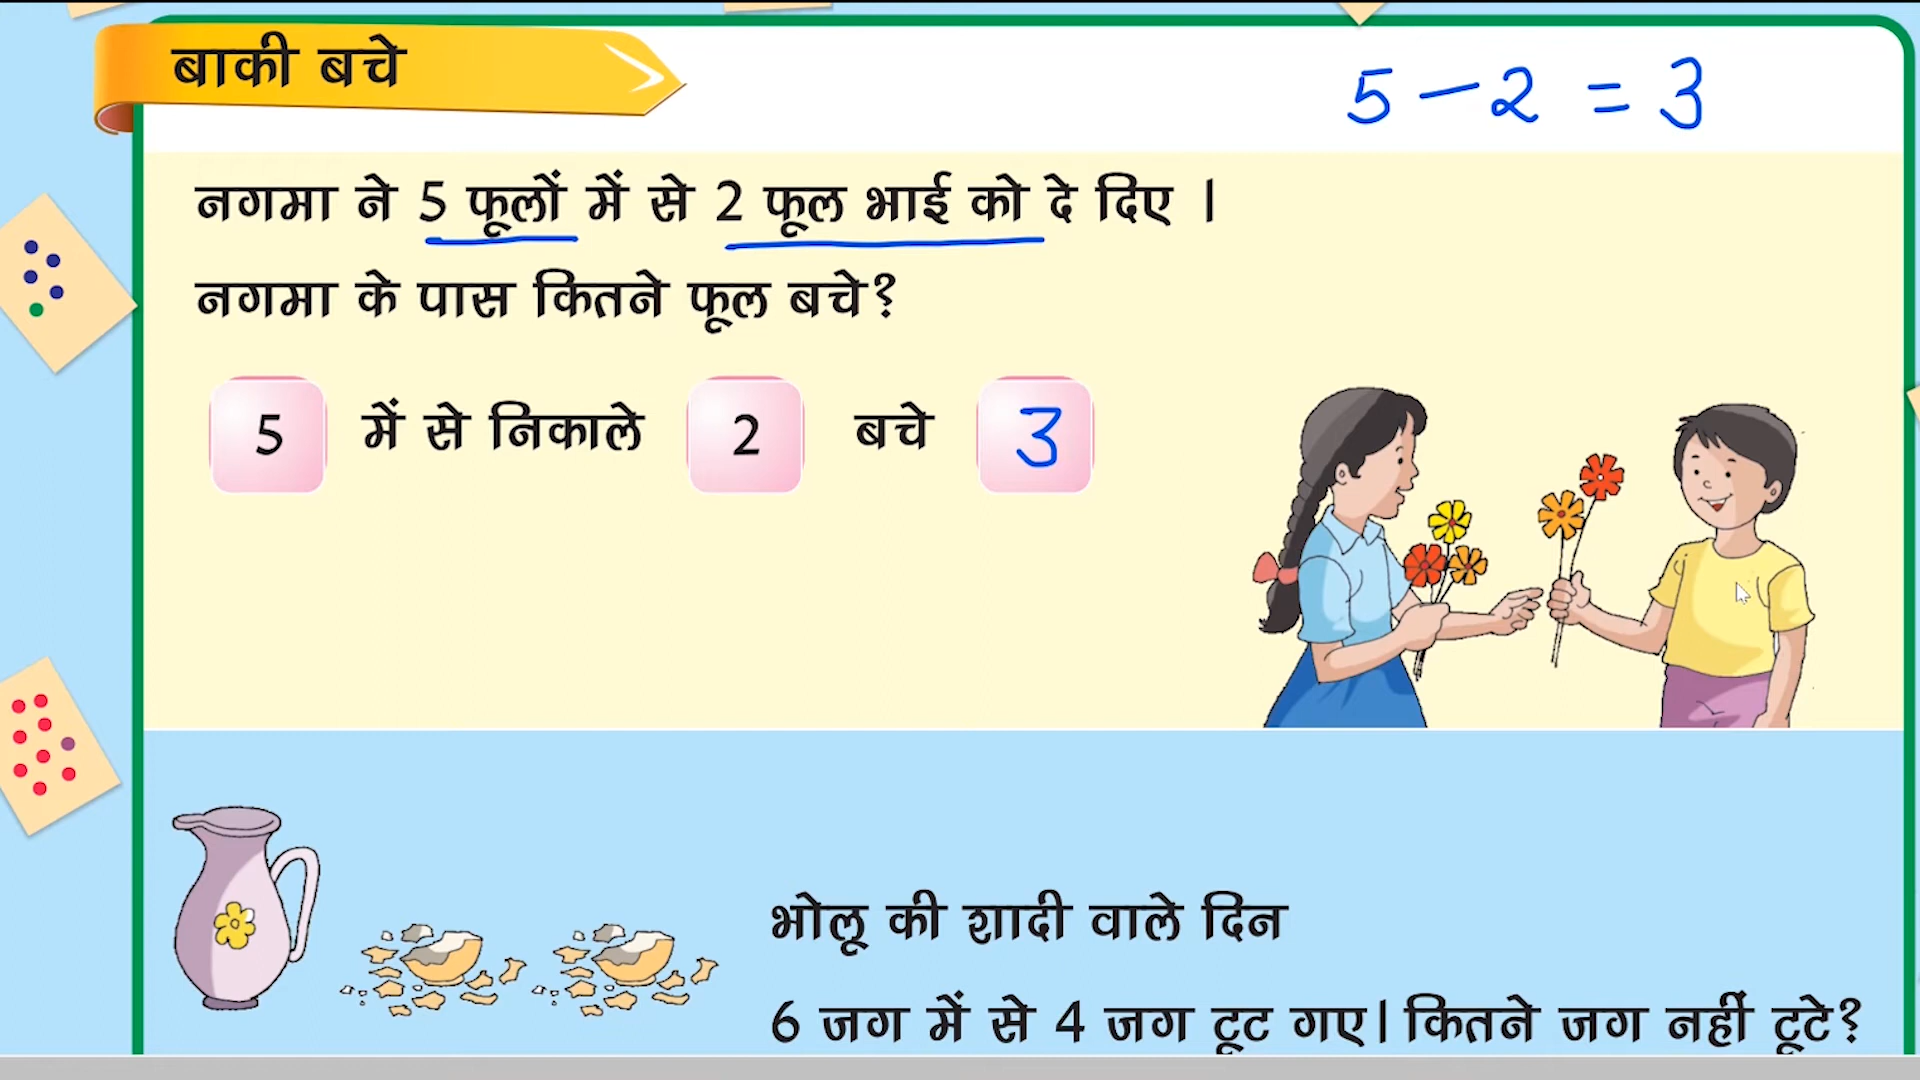 बाकी बचे
5 - 2 = 3
नगमा ने 5 फूलों में से 2 फूल भाई को दे दिए ।
नगमा के पास कितने फूल बचे?
5 में से निकाले 2 बचे 3
भोलू की शादी वाले दिन
6 जग में से 4 जग टूट गए। कितने जग नहीं टूटे?